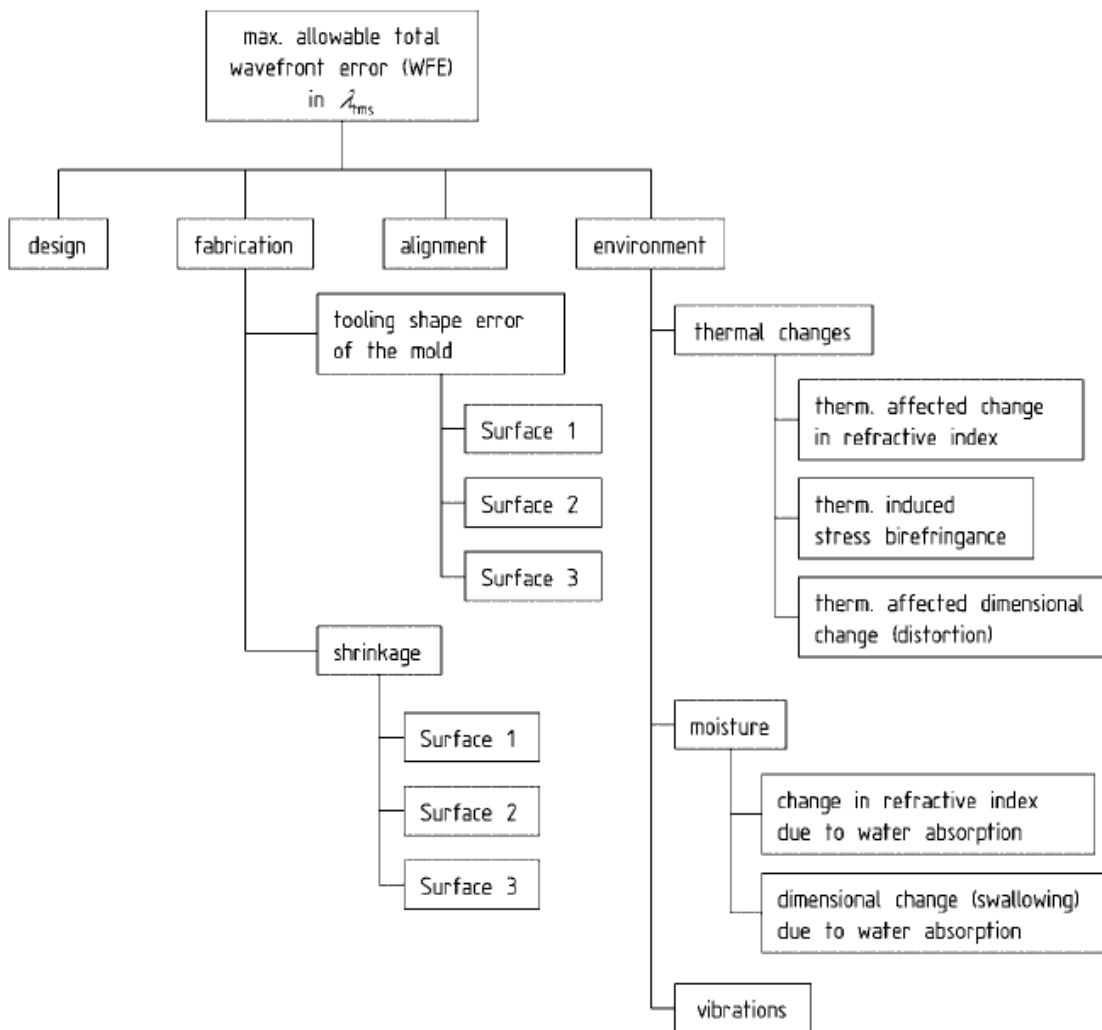 max. allowable total
wavefront error (WFE)
in λrms
design
fabrication
alignment
environment
tooling shape error
of the mold
Surface 1
Surface 2
Surface 3
shrinkage
Surface 1
Surface 2
Surface 3
thermal changes
therm. affected change
in refractive index
therm. induced
stress birefringance
therm. affected dimensional
change (distortion)
moisture
change in refractive index
due to water absorption
dimensional change (swallowing)
due to water absorption
vibrations